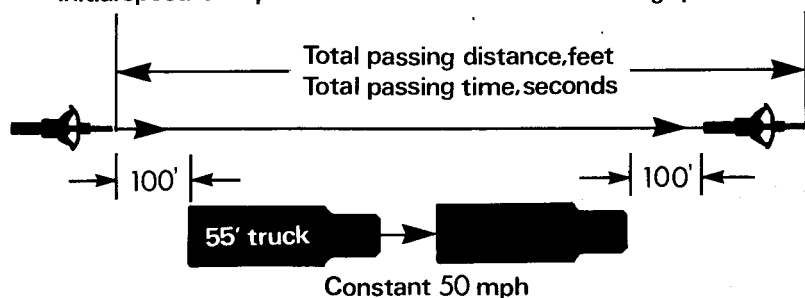 Total passing distance,feet
Total passing time,seconds
100'
100'
55' truck
Constant 50 mph